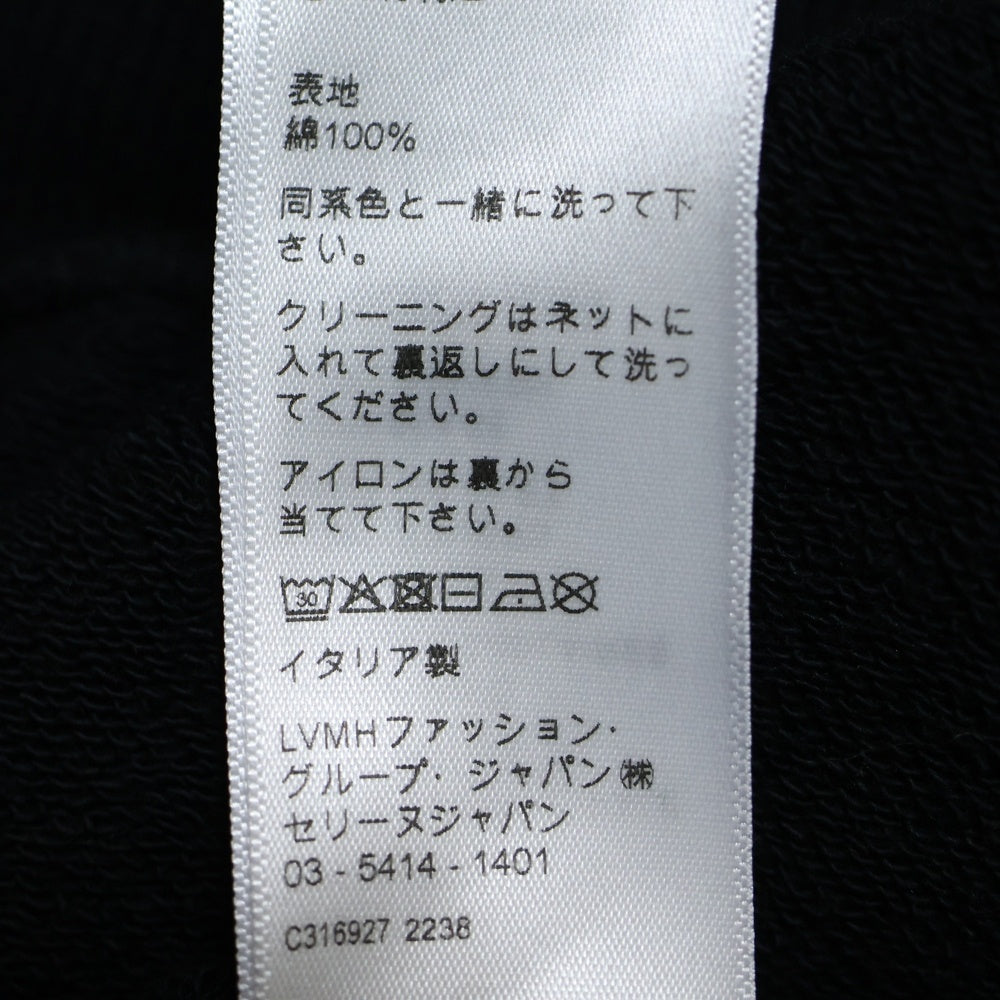 表地
綿100%
同系色と一緒に洗って下
さい。
クリーニングはネットに
入れて裏返しにして洗っ
てください。
アイロンは裏から
当てて下さい。
30
イタリア製
LVMHファッション·
グループ· ジャパン㈱
セリーヌジャパン
03 - 5414 - 1401
C316927 2238